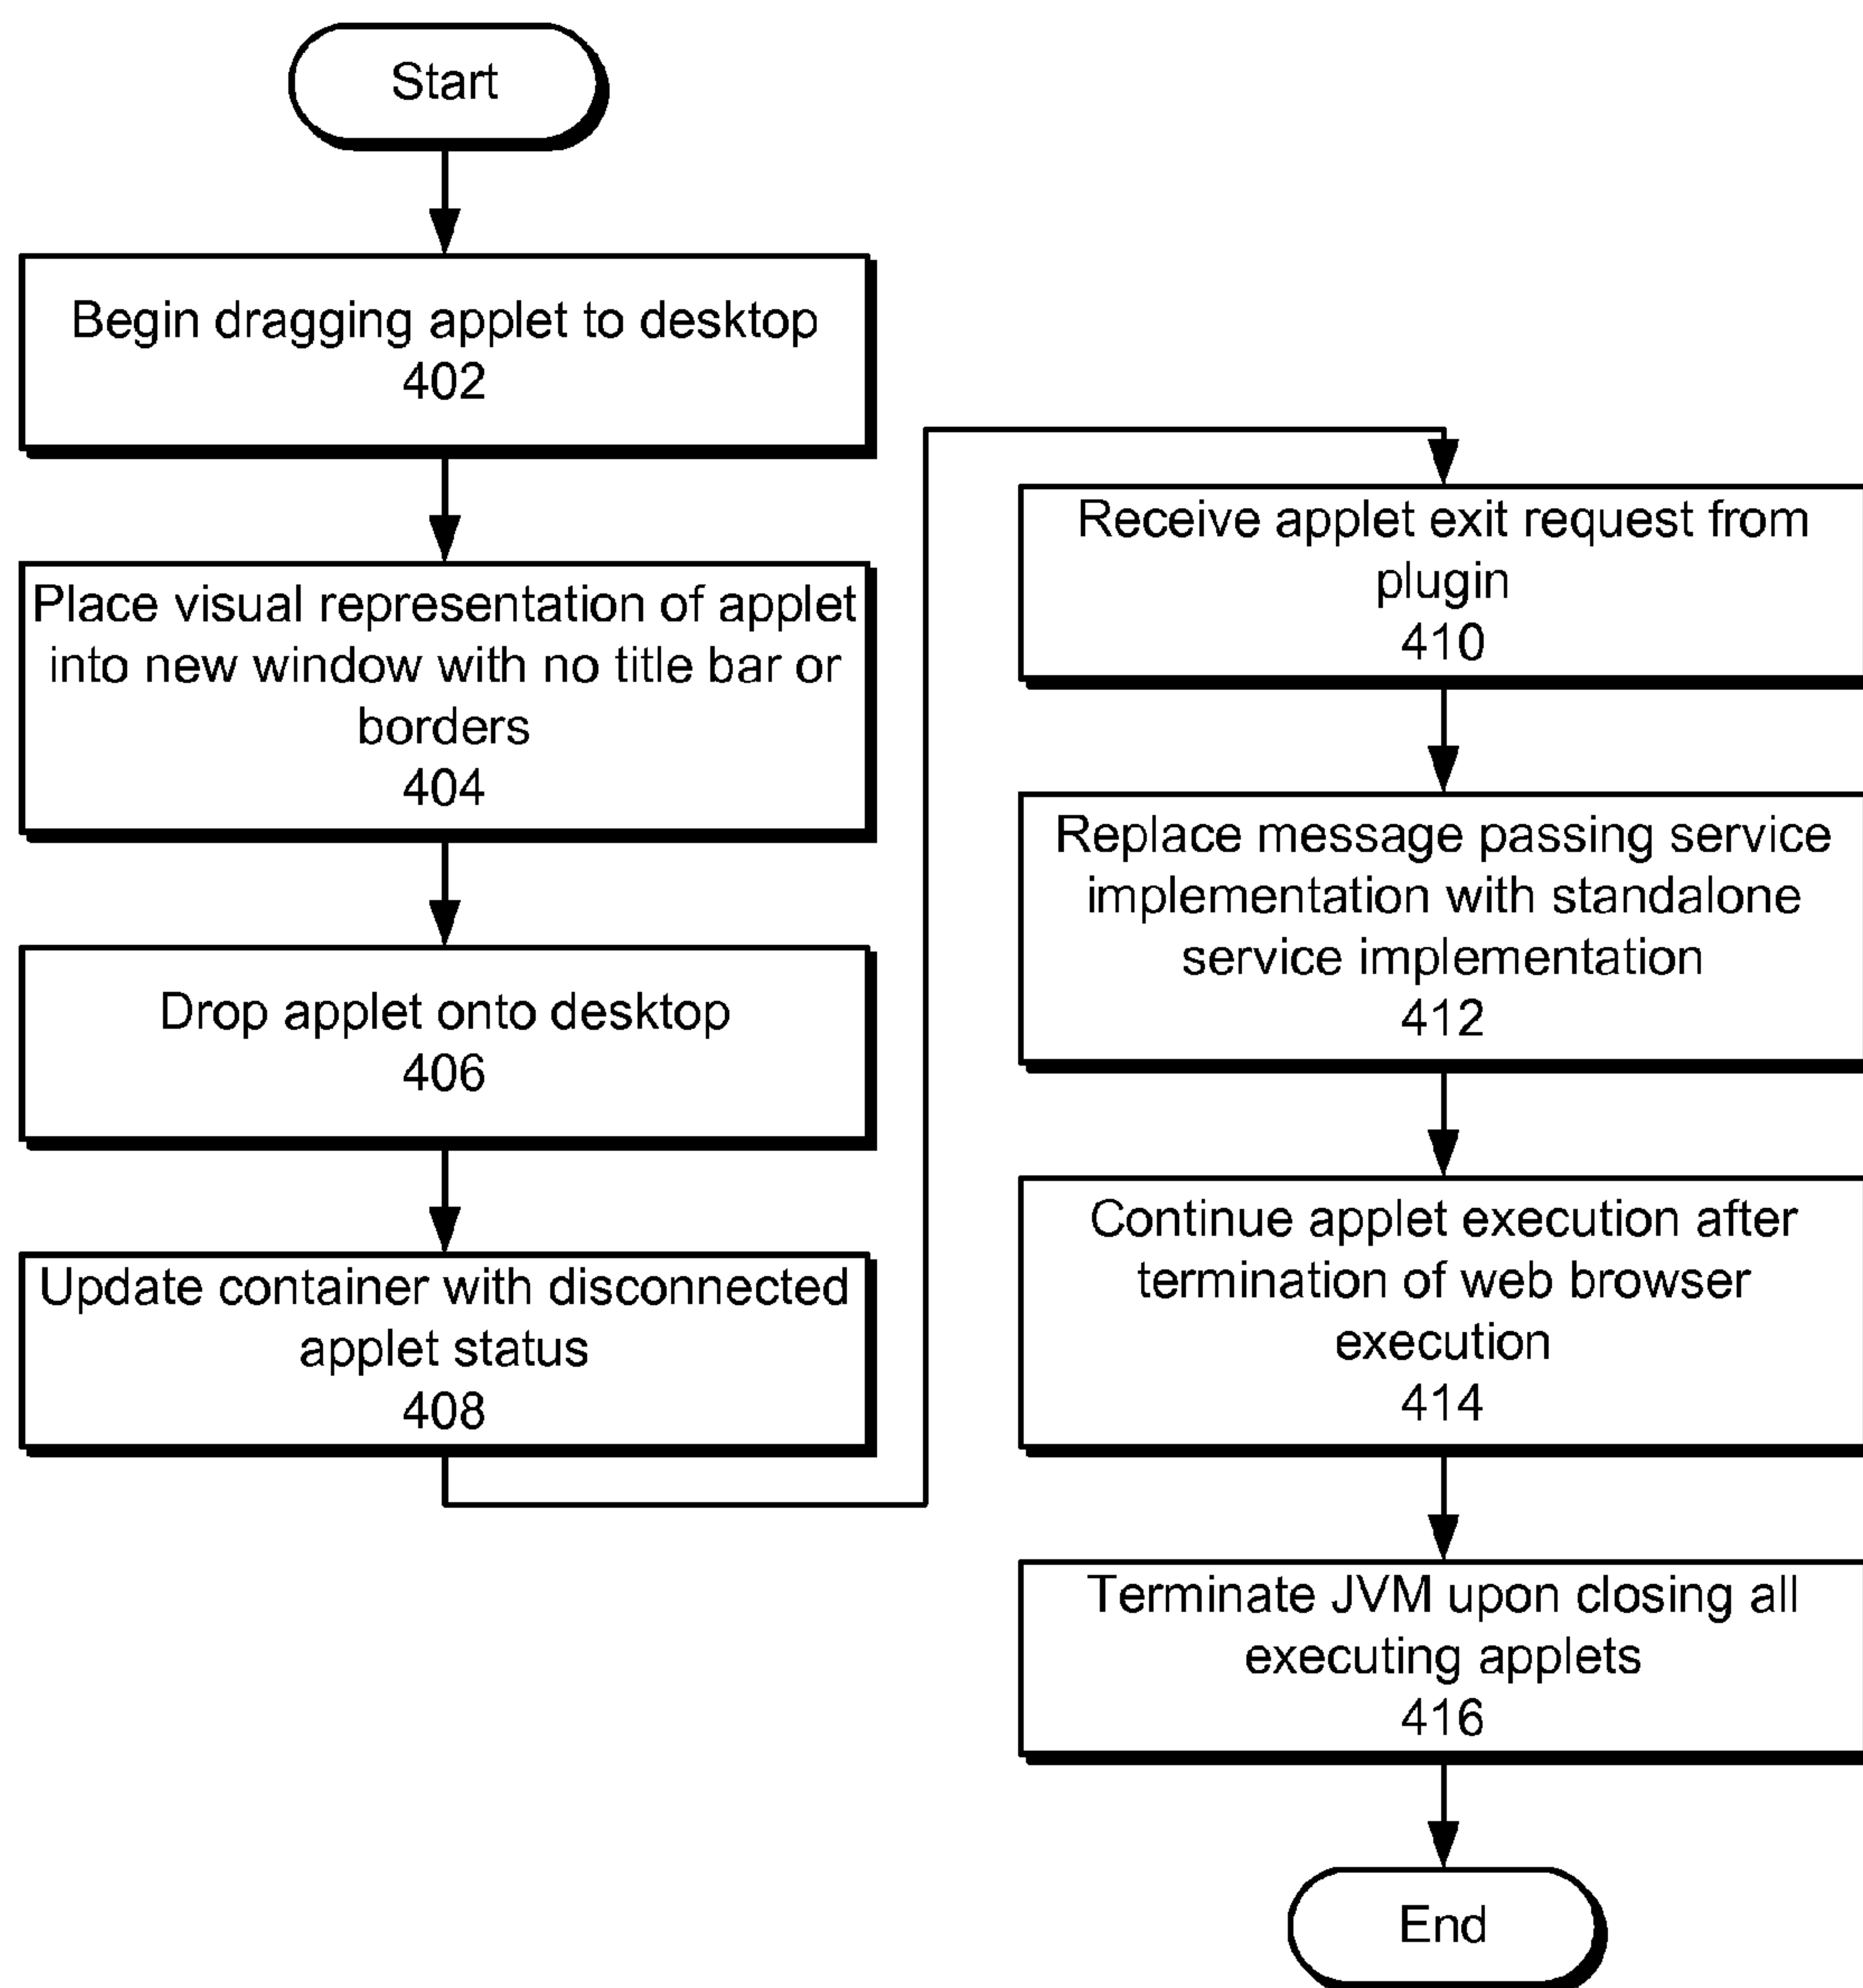 Start
Begin dragging applet to desktop
402
Place visual representation of applet
into new window with no title bar or
borders
404
Drop applet onto desktop
406
Update container with disconnected
applet status
408
Receive applet exit request from
plugin
410
Replace message passing service
implementation with standalone
service implementation
412
Continue applet execution after
termination of web browser
execution
414
Terminate JVM upon closing all
executing applets
416
End